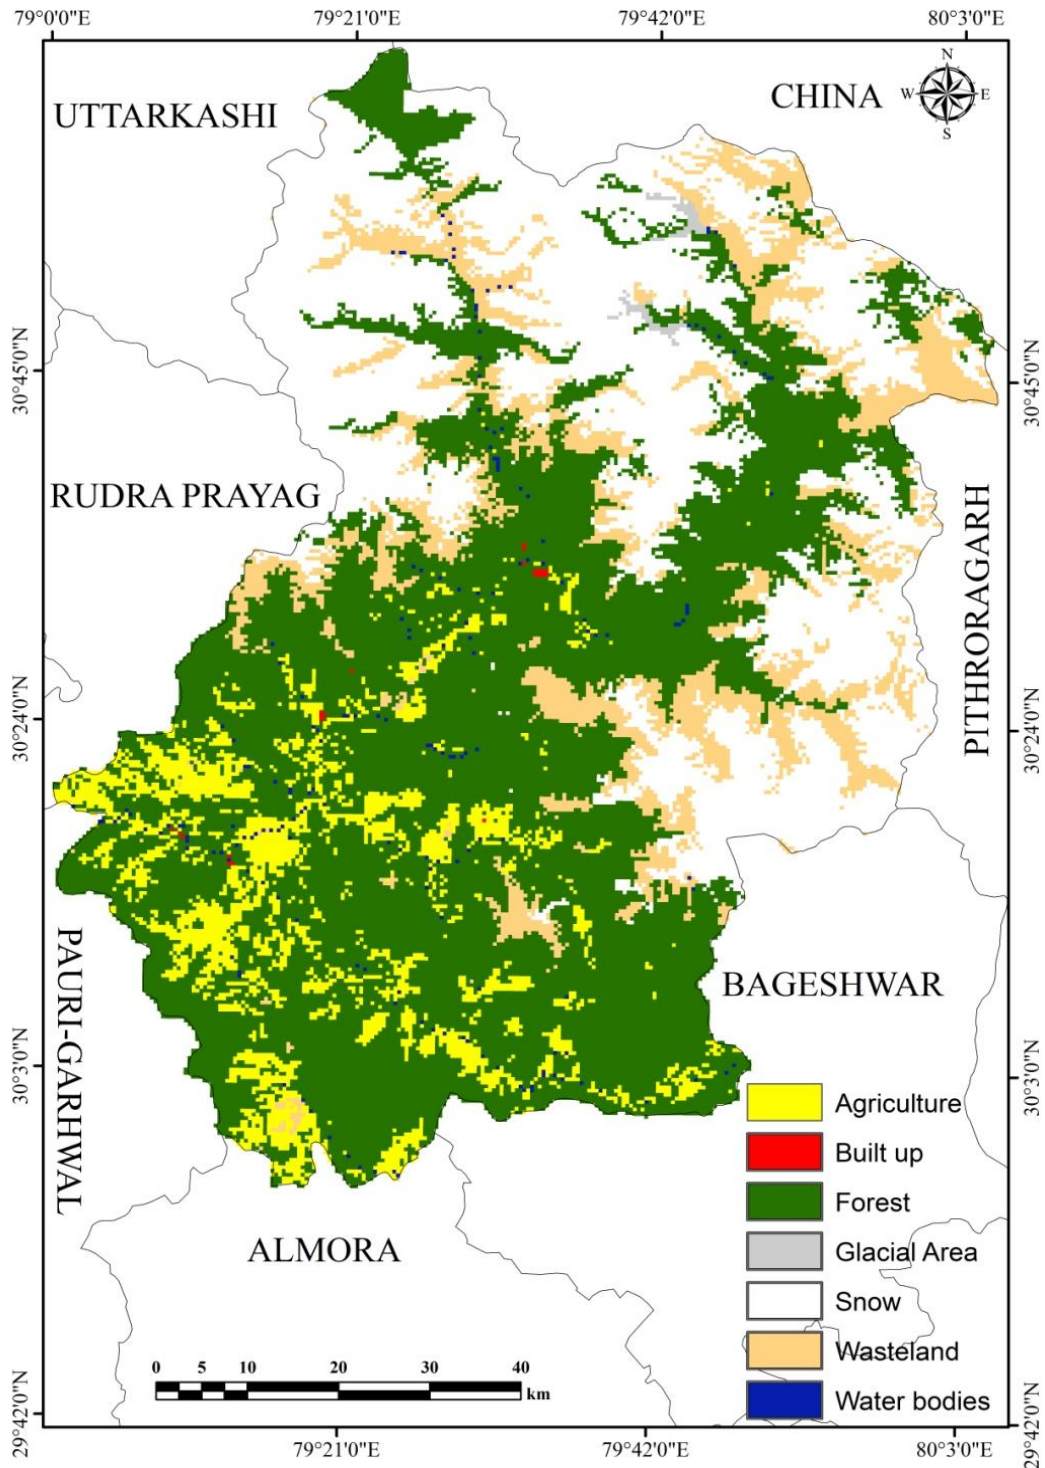 79°0'0"E 79°21'0"E 79°42'0"E 80°3'0"E
N
W E
S
CHINA
UTTARKASHI
30°45'0"N
30°45'0"N
RUDRA PRAYAG
PITHRORAGARH
30°24'0"N
30°24'0"N
PAURI-GARHWAL
BAGESHWAR
30°3'0"N
30°3'0"N
ALMORA
Agriculture
Built up
Forest
Glacial Area
Snow
Wasteland
Water bodies
0 5 10 20 30 40
km
29°42'0"N
29°42'0"N
79°21'0"E 79°42'0"E 80°3'0"E